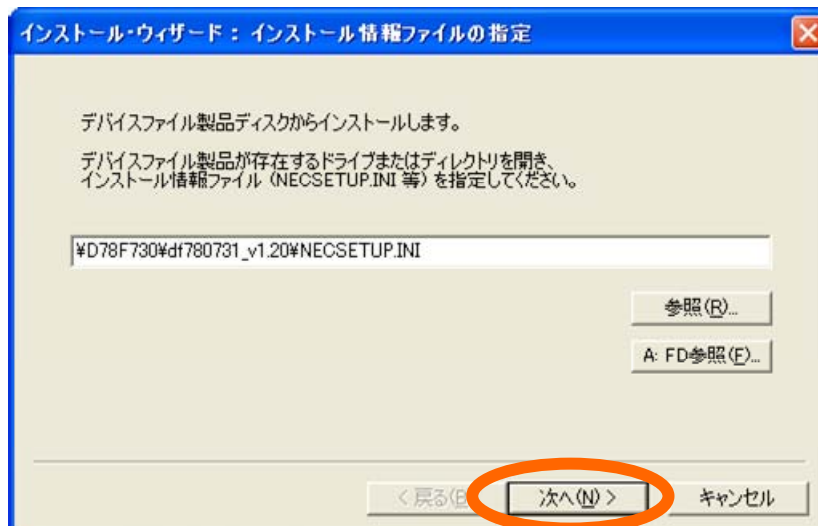 インストール・ウィザード： インストール情報ファイルの指定
デバイスファイル製品ディスクからインストールします。
デバイスファイル製品が存在するドライブまたはディレクトリを開き、
インストール情報ファイル（NECSETUP.INI 等）を指定してください。
¥D78F730¥df780731_v1.20¥NECSETUP.INI
参照(R)...
A: FD参照(F)...
< 戻る(B
次へ(N) >
キャンセル